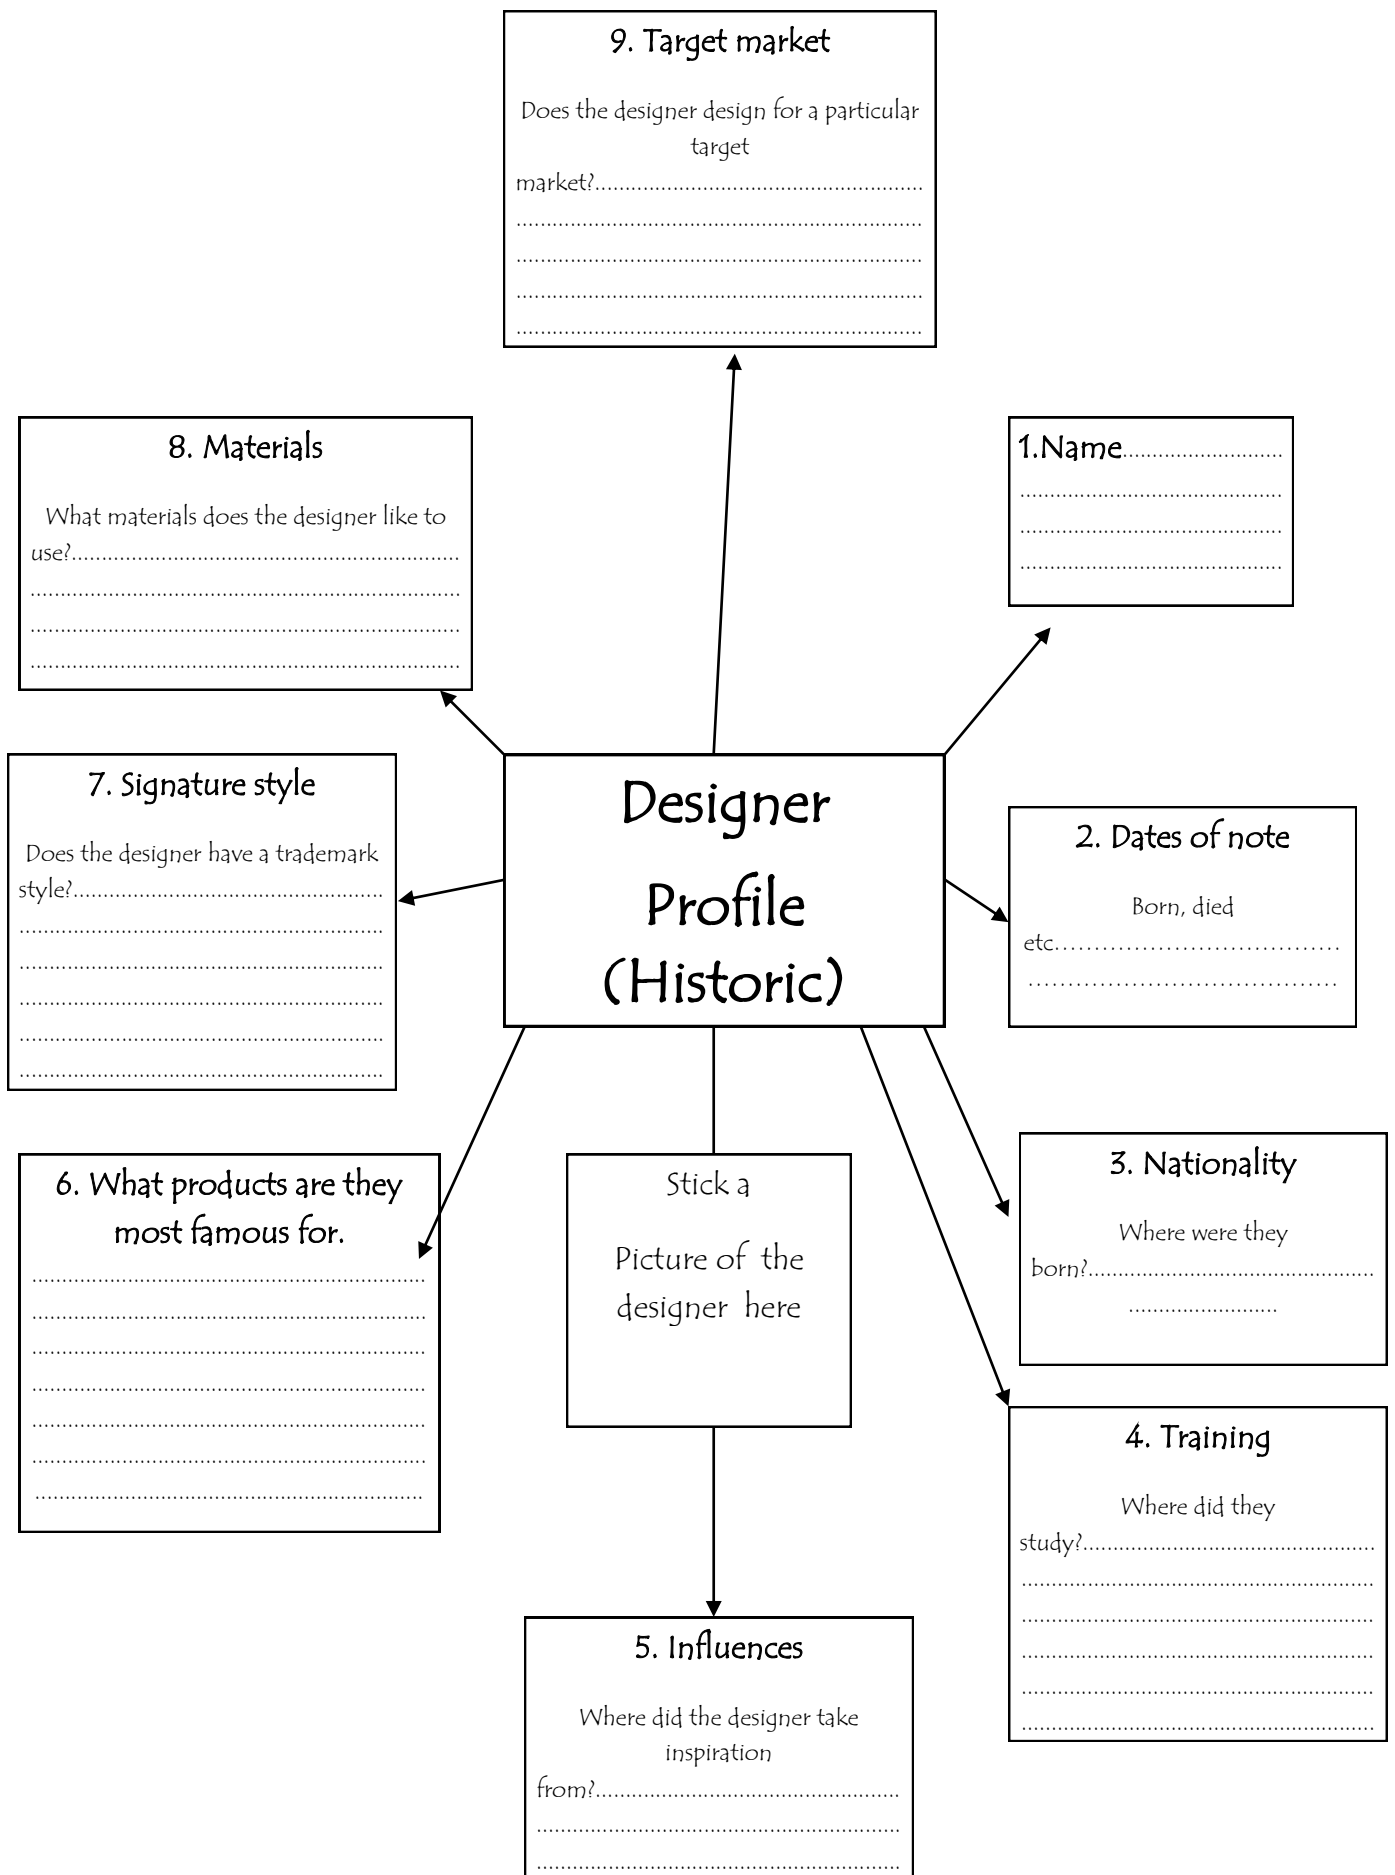 9. Target market
Does the designer design for a particular
target
market?.......................................................
....................................................................
....................................................................
....................................................................
....................................................................
8. Materials
What materials does the designer like to
use?.................................................................
........................................................................
........................................................................
........................................................................
1.Name...........................
............................................
............................................
............................................
7. Signature style
Does the designer have a trademark
style?....................................................
.............................................................
.............................................................
.............................................................
.............................................................
.............................................................
Designer
Profile
(Historic)
2. Dates of note
Born, died
etc....................................
.......................................
6. What products are they
most famous for.
..................................................................
..................................................................
..................................................................
..................................................................
..................................................................
..................................................................
.................................................................
Stick a
Picture of the
designer here
3. Nationality
Where were they
born?................................................
.........................
4. Training
Where did they
study?.................................................
...........................................................
...........................................................
...........................................................
...........................................................
...........................................................
5. Influences
Where did the designer take
inspiration
from?...................................................
.............................................................
.............................................................